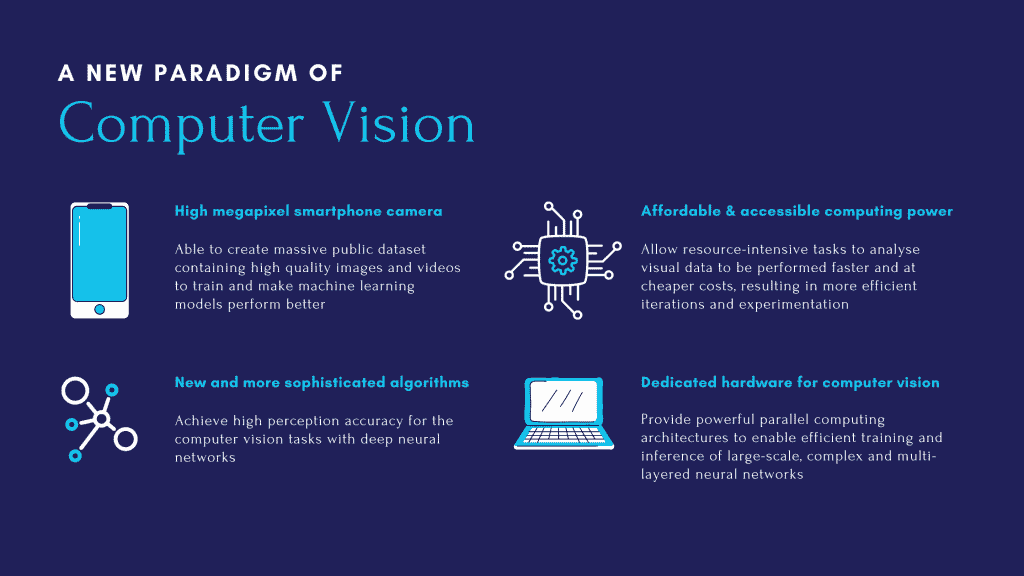 A NEW PARADIGM OF
Computer Vision
High megapixel smartphone camera
Able to create massive public dataset
containing high quality images and videos
to train and make machine learning
models perform better
Affordable & accessible computing power
Allow resource-intensive tasks to analyse
visual data to be performed faster and at
cheaper costs, resulting in more efficient
iterations and experimentation
New and more sophisticated algorithms
Achieve high perception accuracy for the
computer vision tasks with deep neural
networks
Dedicated hardware for computer vision
Provide powerful parallel computing
architectures to enable efficient training and
inference of large-scale, complex and multi-
layered neural networks